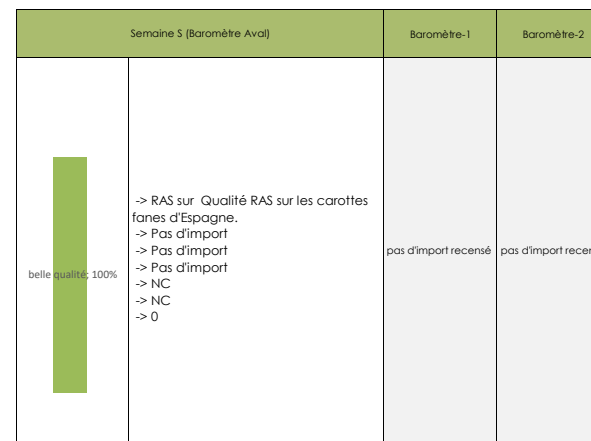 Semaine S (Baromètre Aval)
Baromètre-1
Baromètre-2
belle qualité; 100%
-> RAS sur  Qualité RAS sur les carottes
fanes d'Espagne.
-> Pas d'import
-> Pas d'import
-> Pas d'import
-> NC
-> NC
-> 0
pas d'import recensé
pas d'import recen